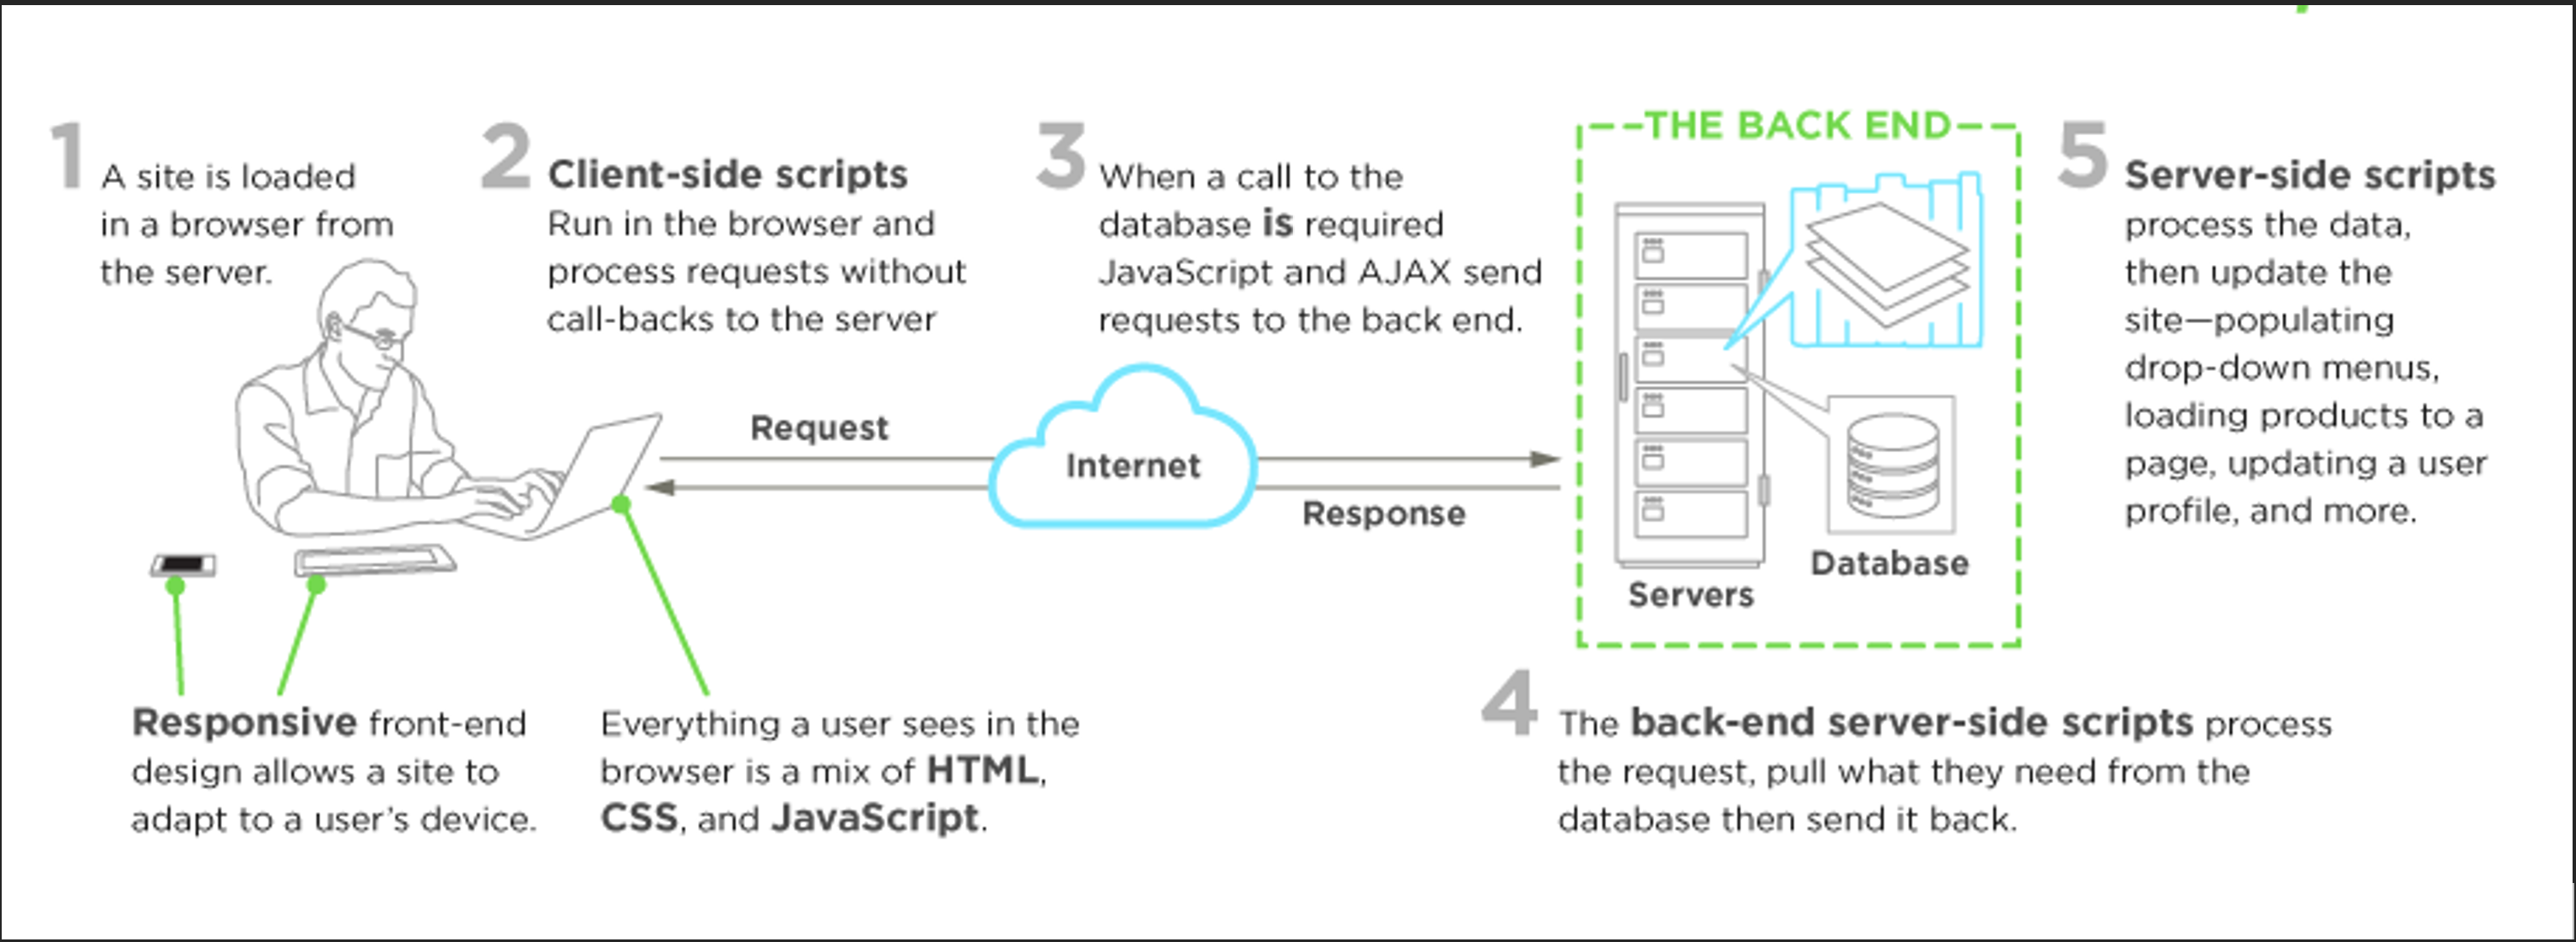 1
A site is loaded
in a browser from
the server.
2
Client-side scripts
Run in the browser and
process requests without
call-backs to the server
3
When a call to the
database is required
JavaScript and AJAX send
requests to the back end.
THE BACK END
Servers
Database
5
Server-side scripts
process the data,
then update the
site—populating
drop-down menus,
loading products to a
page, updating a user
profile, and more.
Request
Internet
Response
Responsive front-end
design allows a site to
adapt to a user's device.
Everything a user sees in the
browser is a mix of HTML,
CSS, and JavaScript.
4
The back-end server-side scripts process
the request, pull what they need from the
database then send it back.